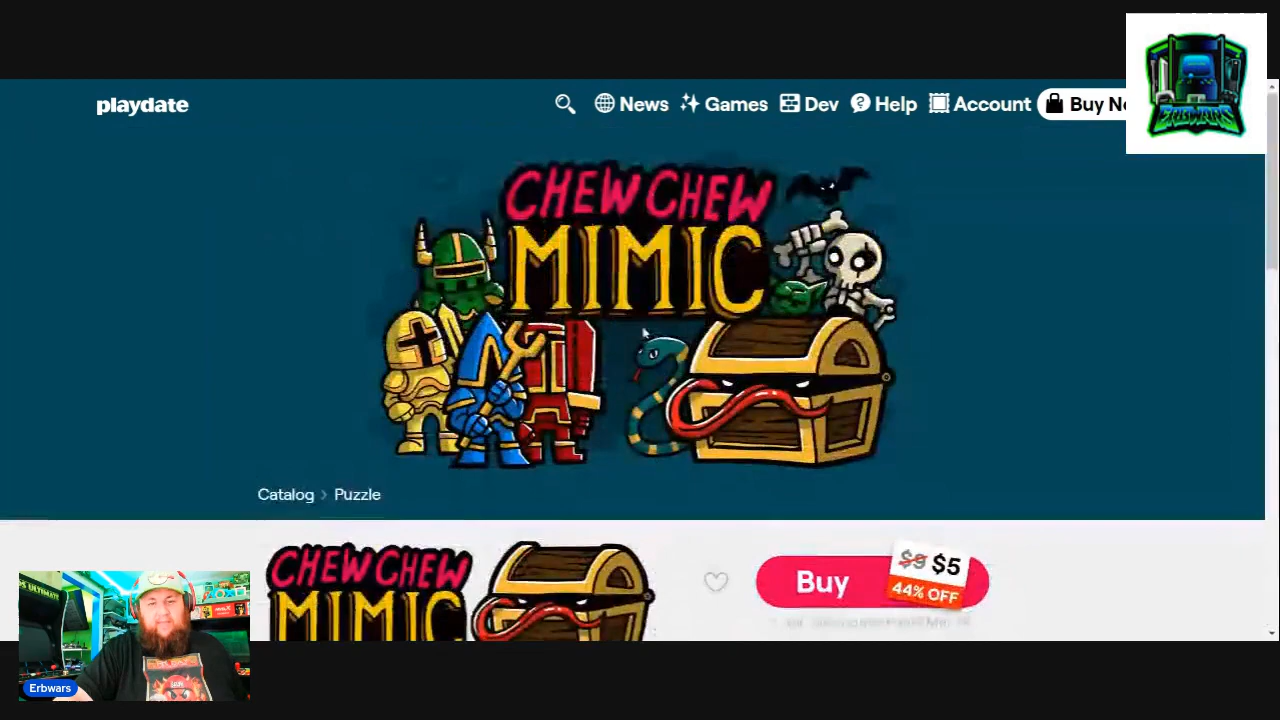 playdate
News
Games
Dev
Help
Account
Buy
ERBWARS
CHEW CHEW
MIMIC
Catalog > Puzzle
CHEW CHEW
MIMIC
Buy
$9 $5
44% OFF
Erbwars